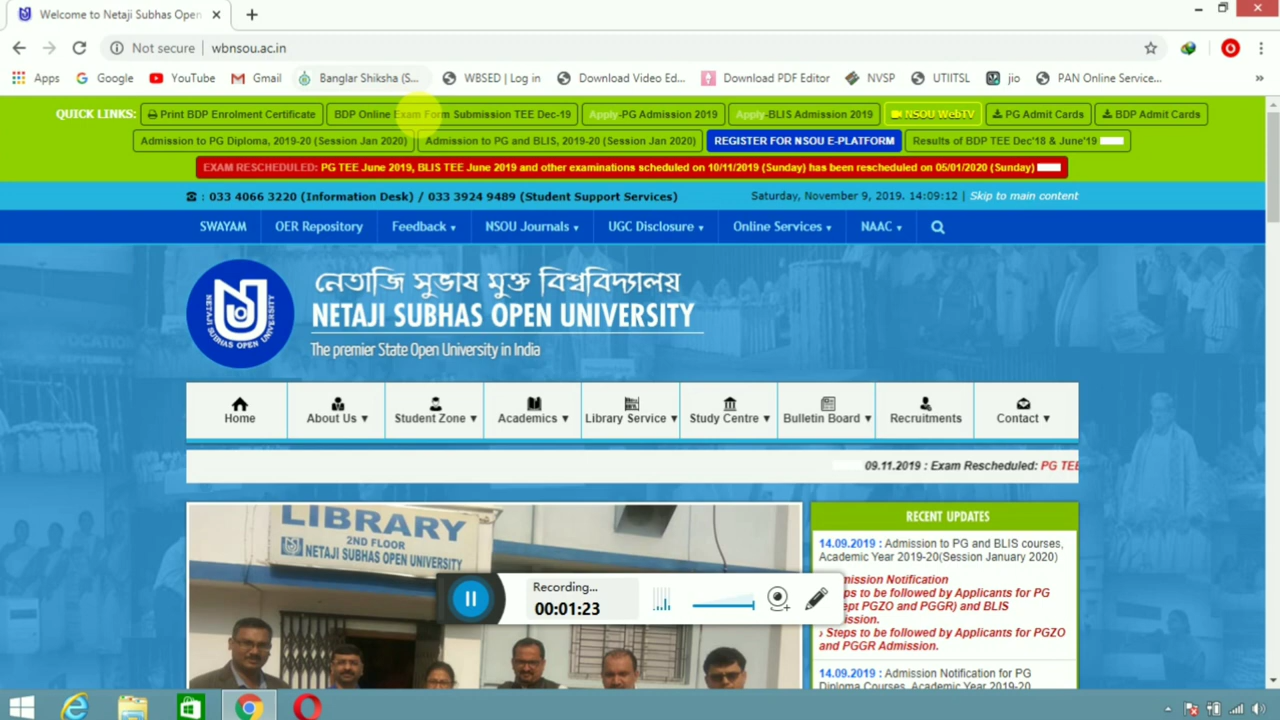 Welcome to Netaji Subhas Open
Not secure | wbnsou.ac.in
Apps Google YouTube Gmail Banglar Shiksha (S... WBSED | Log in Download Video Ed... Download PDF Editor NVSP UTIITSL jio PAN Online Service... »
QUICK LINKS: Print BDP Enrolment Certificate BDP Online Exam Form Submission TEE Dec-19 Apply-PG Admission 2019 Apply-BLIS Admission 2019 NSOU WebTV PG Admit Cards BDP Admit Cards
Admission to PG Diploma, 2019-20 (Session Jan 2020) Admission to PG and BLIS, 2019-20 (Session Jan 2020) REGISTER FOR NSOU E-PLATFORM Results of BDP TEE Dec'18 & June'19
EXAM RESCHEDULED: PG TEE June 2019, BLIS TEE June 2019 and other examinations scheduled on 10/11/2019 (Sunday) has been rescheduled on 05/01/2020 (Sunday)
: 033 4066 3220 (Information Desk) / 033 3924 9489 (Student Support Services) Saturday, November 9, 2019. 14:09:12 | Skip to main content
SWAYAM OER Repository Feedback NSOU Journals UGC Disclosure Online Services NAAC
নেতাজি সুভাষ মুক্ত বিশ্ববিদ্যালয়
NETAJI SUBHAS OPEN UNIVERSITY
The premier State Open University in India
NETAJI SUBHAS OPEN UNIVERSITY
Home About Us Student Zone Academics Library Service Study Centre Bulletin Board Recruitments Contact
09.11.2019 : Exam Rescheduled: PG TEE
LIBRARY
2ND FLOOR
NETAJI SUBHAS OPEN UNIVERSITY
RECENT UPDATES
14.09.2019 : Admission to PG and BLIS courses,
Academic Year 2019-20(Session January 2020)
mission Notification
ps to be followed by Applicants for PG
ept PGZO and PGGR) and BLIS
ission.
› Steps to be followed by Applicants for PGZO
and PGGR Admission.
14.09.2019 : Admission Notification for PG
Diploma Courses, Academic Year 2019-20
Recording...
00:01:23